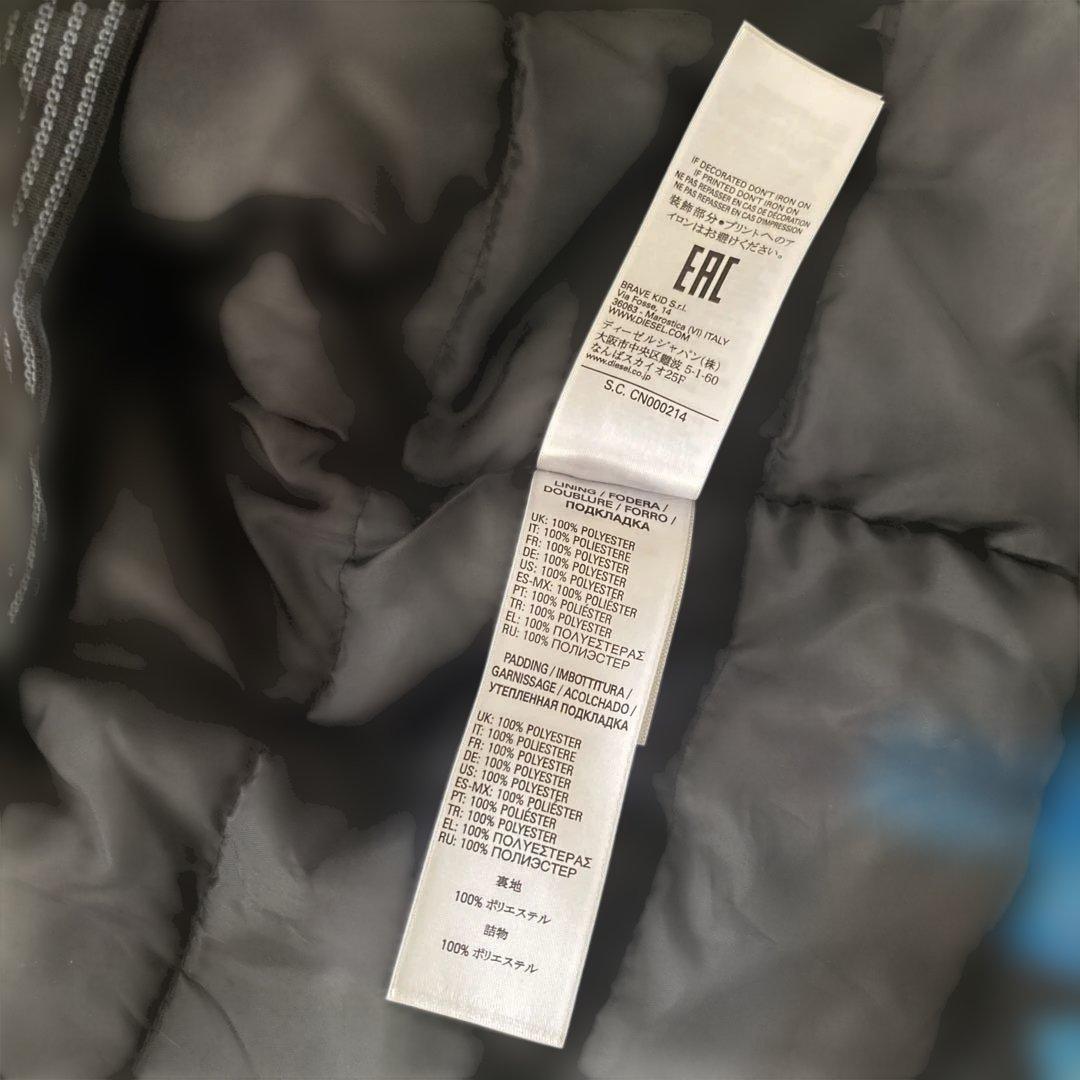 IF DECORATED DON'T IRON ON
IF PRINTED DON'T IRON ON
NE PAS REPASSER EN CAS DE DÉCORATION
NE PAS REPASSER EN CAS D'IMPRESSION
装飾部分●プリントへのア
イロンはお避けください。
EAC
BRAVE KID S.r.l.
Via Fosse, 14
36063 - Marostica (VI) ITALY
WWW.DIESEL.COM
ディーゼルジャパン(株)
大阪市中央区難波 5-1-60
なんばスカイオ25F
www.diesel.co.jp
S.C. CN000214
LINING / FODERA /
DOUBLURE / FORRO /
ПОДКЛАДКА
UK: 100% POLYESTER
IT: 100% POLIESTERE
FR: 100% POLYESTER
DE: 100% POLYESTER
US: 100% POLYESTER
ES-MX: 100% POLIÉSTER
PT: 100% POLIÉSTER
TR: 100% POLYESTER
EL: 100% ΠΟΛΥΕΣΤΕΡΑΣ
RU: 100% ПОЛИЭСТЕР
PADDING / IMBOTTITURA /
GARNISSAGE / ACOLCHADO /
УТЕПЛЕННАЯ ПОДКЛАДКА
UK: 100% POLYESTER
IT: 100% POLIESTERE
FR: 100% POLYESTER
DE: 100% POLYESTER
US: 100% POLYESTER
ES-MX: 100% POLIÉSTER
PT: 100% POLIÉSTER
TR: 100% POLYESTER
EL: 100% ΠΟΛΥΕΣΤΕΡΑΣ
RU: 100% ПОЛИЭСТЕР
裏地
100% ポリエステル
詰物
100% ポリエステル